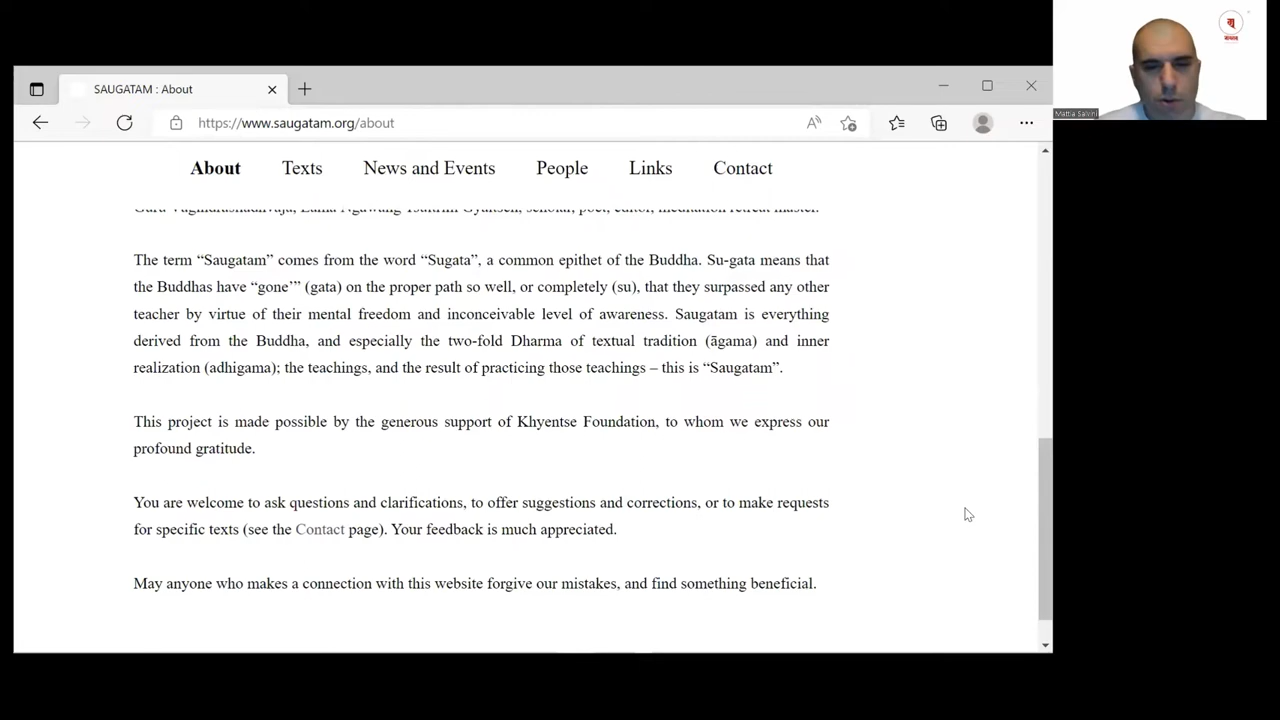 SAUGATAM : About
https://www.saugatam.org/about
Mattia Salvini
About Texts News and Events People Links Contact
The term “Saugatam” comes from the word “Sugata”, a common epithet of the Buddha. Su-gata means that
the Buddhas have “gone’” (gata) on the proper path so well, or completely (su), that they surpassed any other
teacher by virtue of their mental freedom and inconceivable level of awareness. Saugatam is everything
derived from the Buddha, and especially the two-fold Dharma of textual tradition (āgama) and inner
realization (adhigama); the teachings, and the result of practicing those teachings – this is “Saugatam”.
This project is made possible by the generous support of Khyentse Foundation, to whom we express our
profound gratitude.
You are welcome to ask questions and clarifications, to offer suggestions and corrections, or to make requests
for specific texts (see the Contact page). Your feedback is much appreciated.
May anyone who makes a connection with this website forgive our mistakes, and find something beneficial.